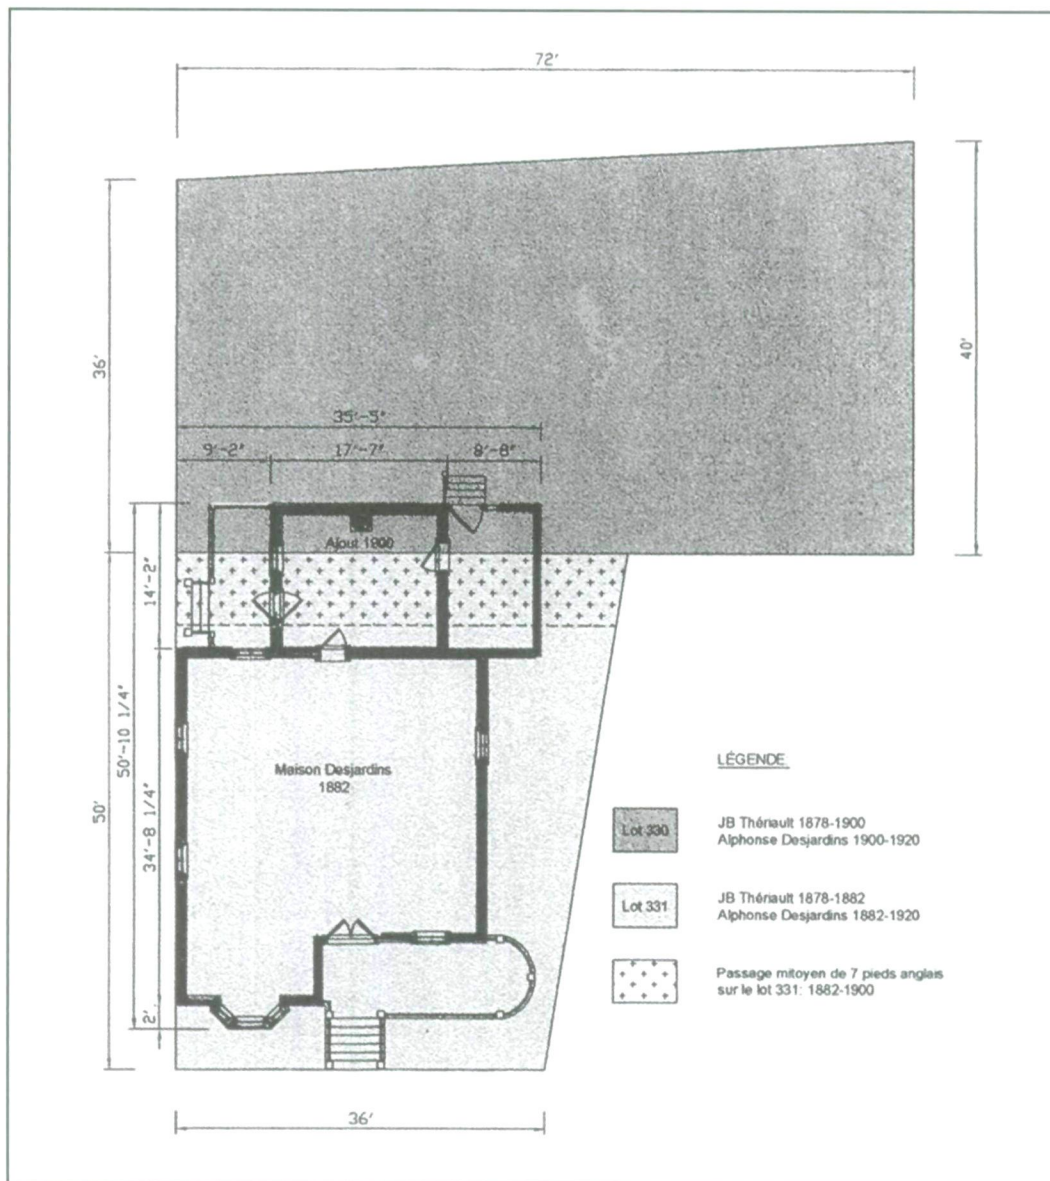 72'
36'
40'
35'-5"
9'-2"
17'-7"
8'-8"
Ajout 1900
14'-2"
50'-10 1/4"
34'-8 1/4"
50'
2'
Maison Desjardins
1882
LÉGENDE
Lot 330
JB Thériault 1878-1900
Alphonse Desjardins 1900-1920
Lot 331
JB Thériault 1878-1882
Alphonse Desjardins 1882-1920
Passage mitoyen de 7 pieds anglais
sur le lot 331: 1882-1900
36'